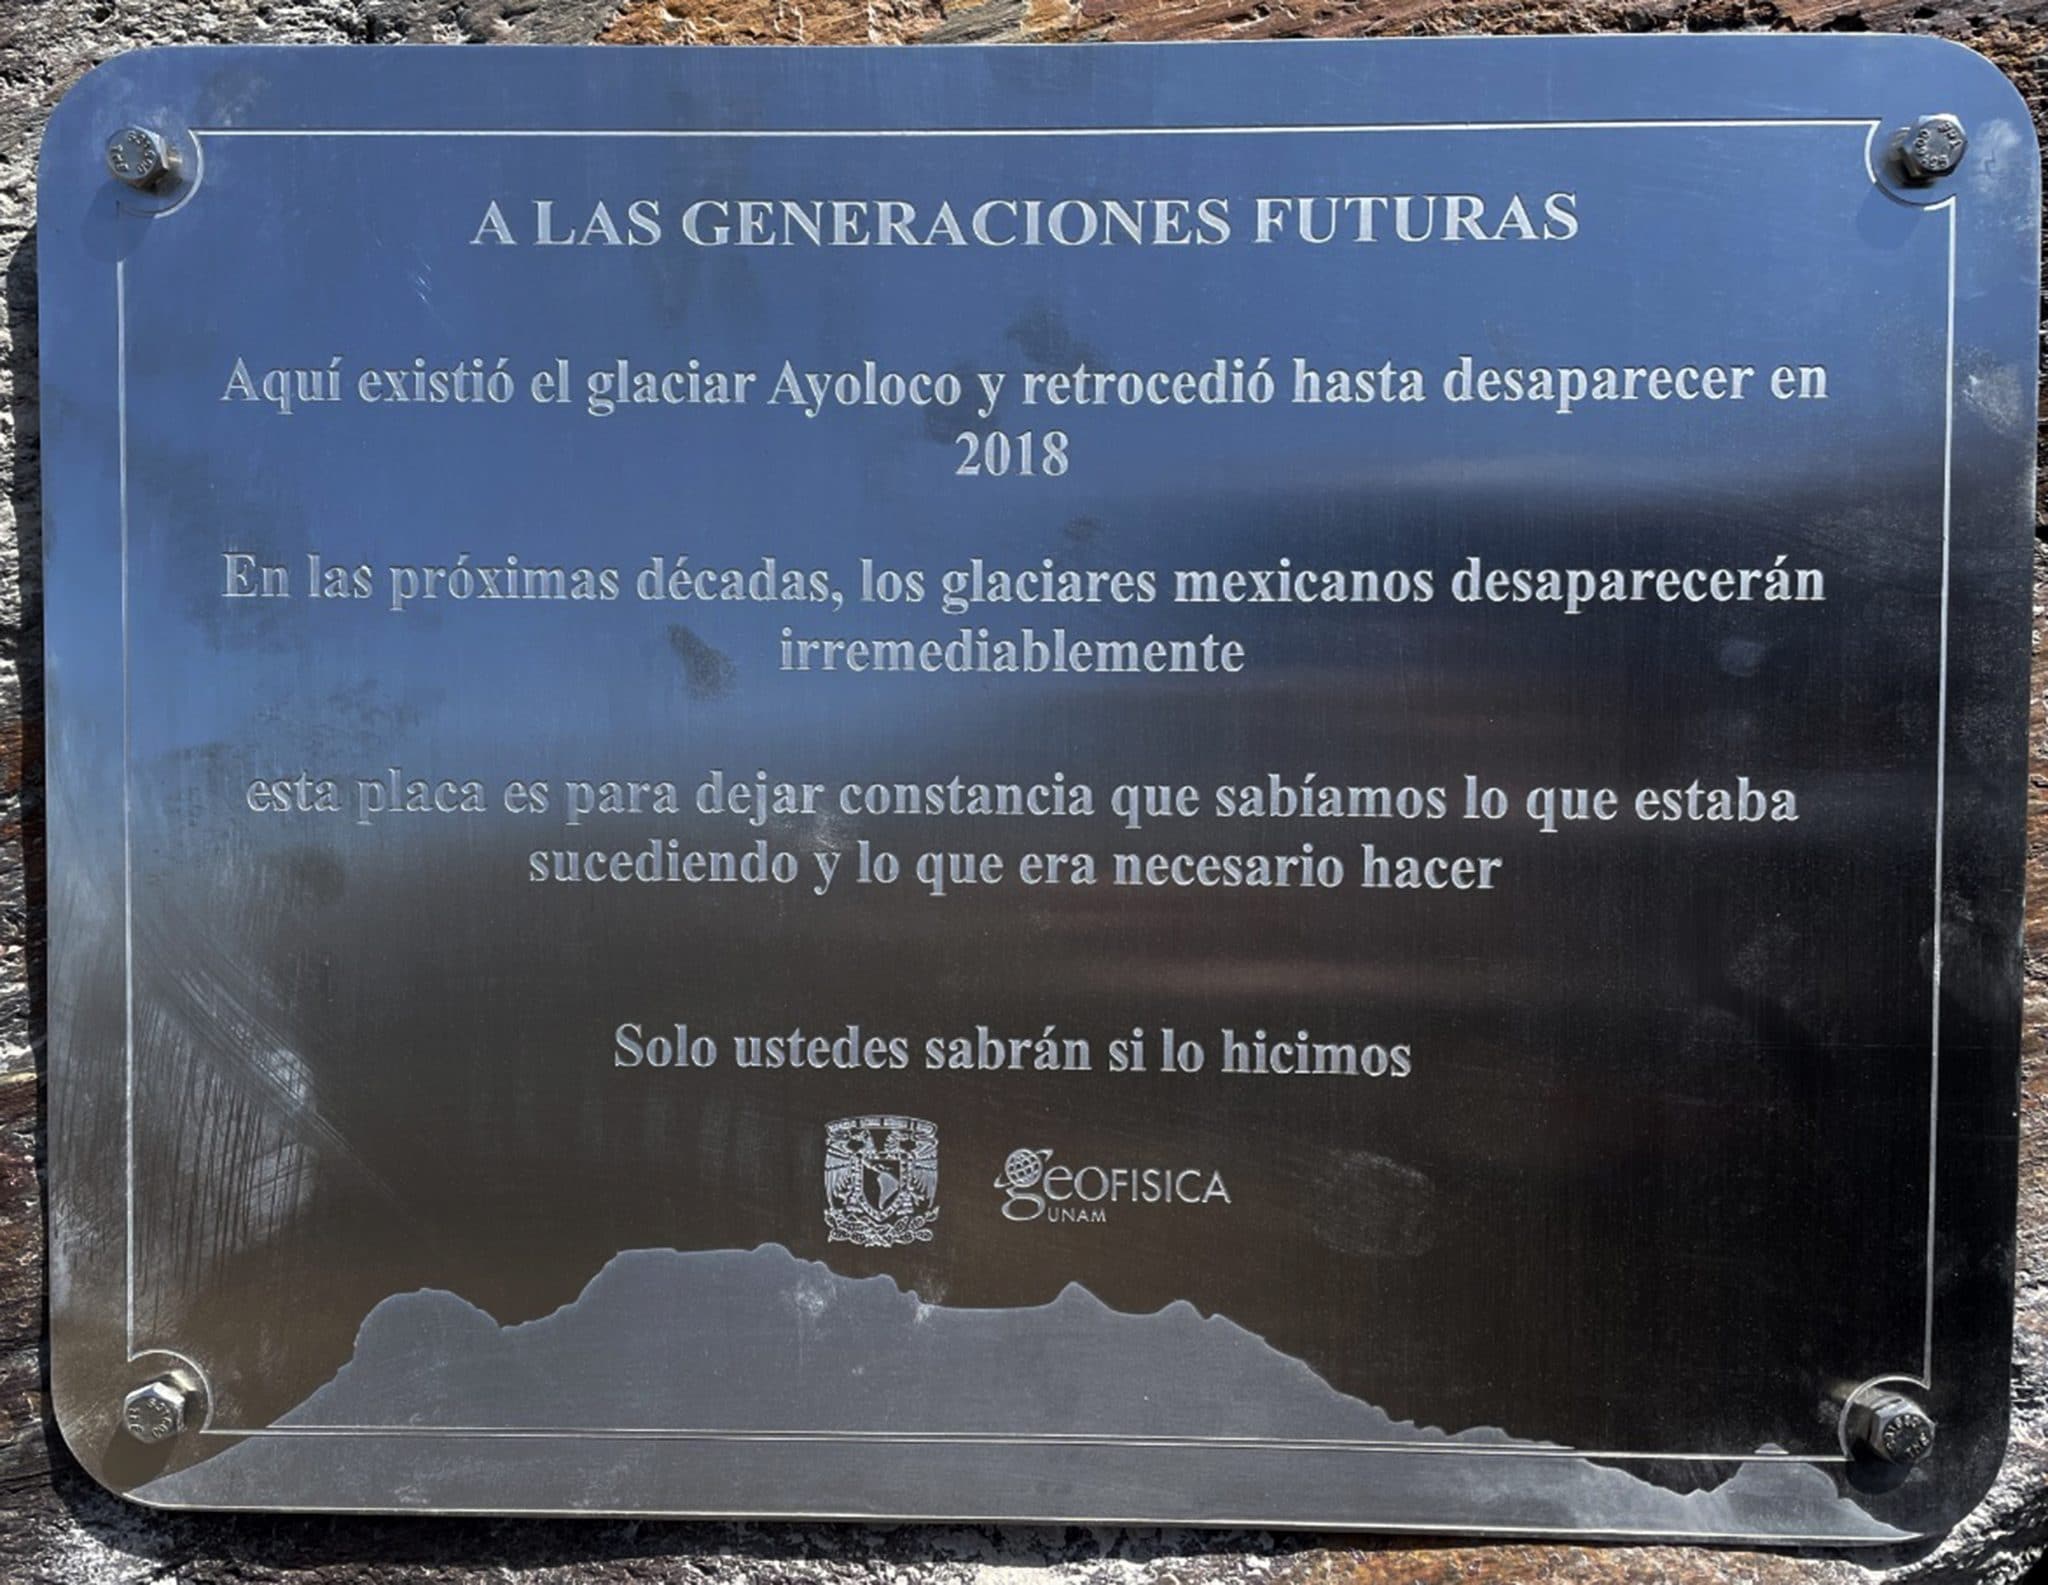 A LAS GENERACIONES FUTURAS
Aquí existió el glaciar Ayoloco y retrocedió hasta desaparecer en
2018
En las próximas décadas, los glaciares mexicanos desaparecerán
irremediablemente
esta placa es para dejar constancia que sabíamos lo que estaba
sucediendo y lo que era necesario hacer
Solo ustedes sabrán si lo hicimos
geoFISICA
UNAM